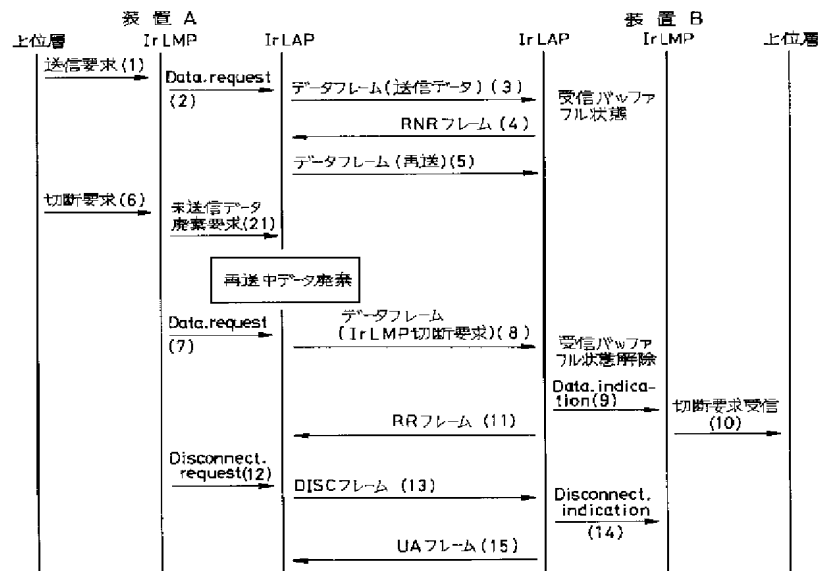 装置A
装置B
上位層
IrLMP
IrLAP
IrLAP
IrLMP
上位層
送信要求(1)
Data.request
(2)
データフレーム(送信データ)(3)
受信バッファ
フル状態
RNRフレーム(4)
データフレーム(再送)(5)
切断要求(6)
未送信データ
廃棄要求(21)
再送中データ廃棄
Data.request
(7)
データフレーム
(IrLMP切断要求)(8)
受信バッファ
フル状態解除
Data.indica-
tion(9)
切断要求受信
(10)
RRフレーム(11)
Disconnect.
request(12)
DISCフレーム(13)
Disconnect.
indication
(14)
UAフレーム(15)